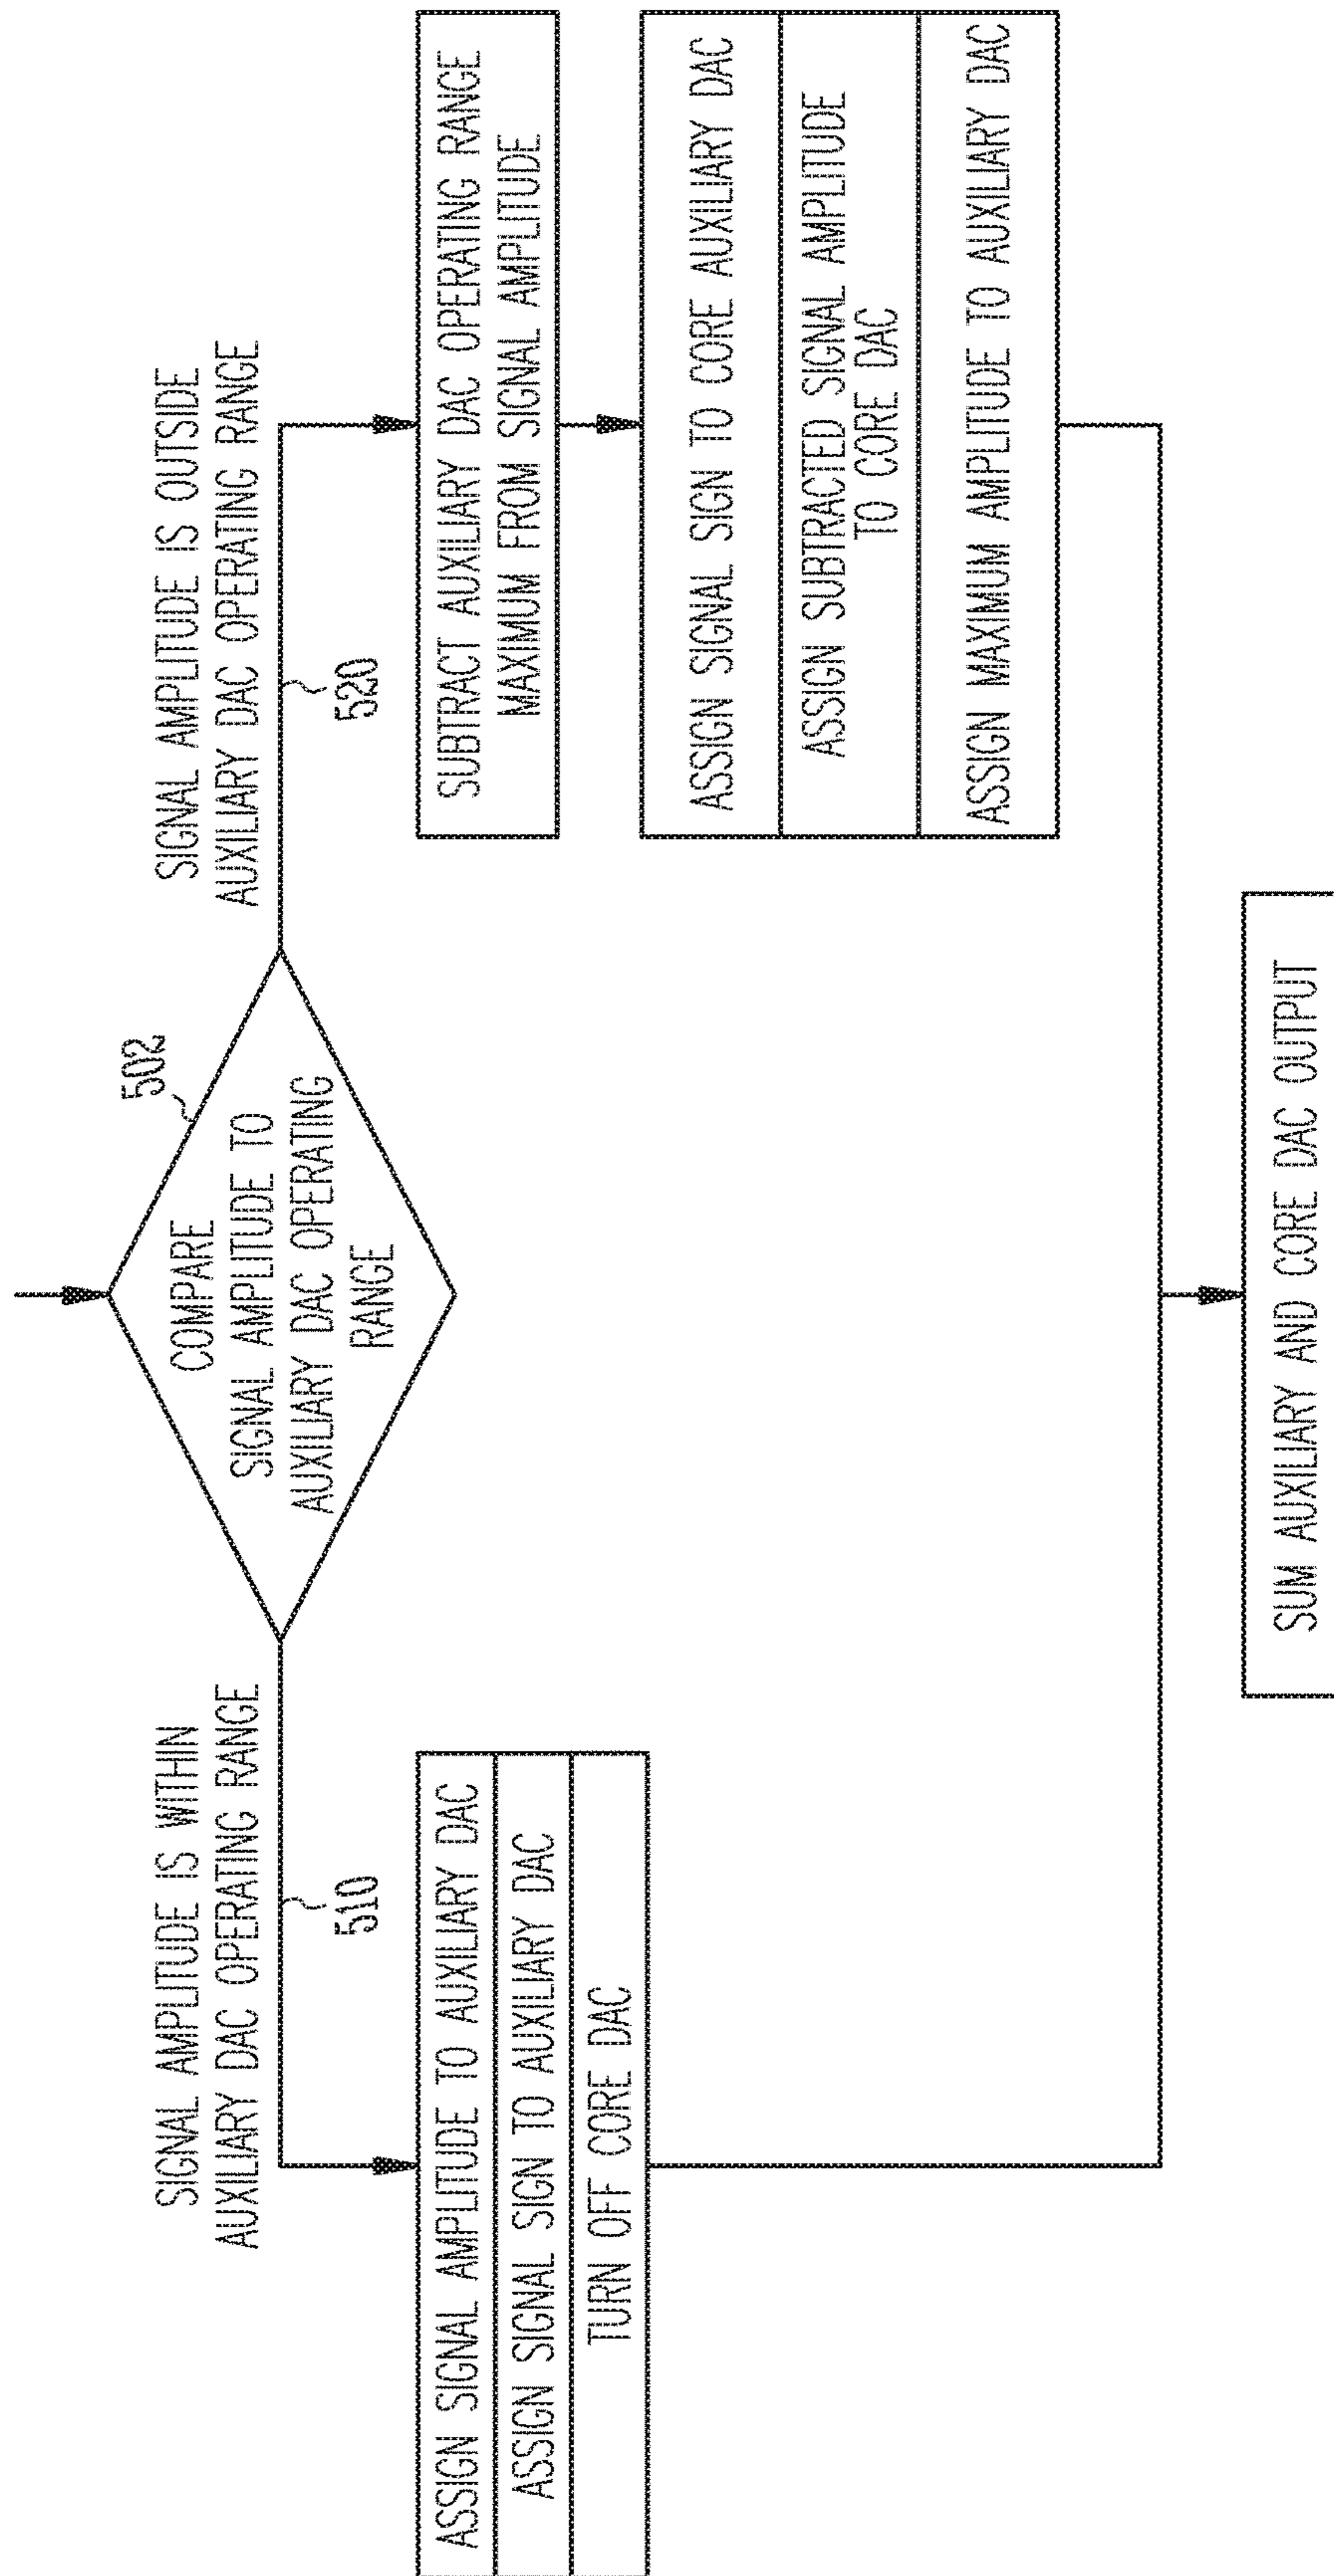 502
COMPARE
SIGNAL AMPLITUDE TO
AUXILIARY DAC OPERATING
RANGE
SIGNAL AMPLITUDE IS WITHIN
AUXILIARY DAC OPERATING RANGE
510
ASSIGN SIGNAL AMPLITUDE TO AUXILIARY DAC
ASSIGN SIGNAL SIGN TO AUXILIARY DAC
TURN OFF CORE DAC
SIGNAL AMPLITUDE IS OUTSIDE
AUXILIARY DAC OPERATING RANGE
520
SUBTRACT AUXILIARY DAC OPERATING RANGE
MAXIMUM FROM SIGNAL AMPLITUDE
ASSIGN SIGNAL SIGN TO CORE AUXILIARY DAC
ASSIGN SUBTRACTED SIGNAL AMPLITUDE
TO CORE DAC
ASSIGN MAXIMUM AMPLITUDE TO AUXILIARY DAC
SUM AUXILIARY AND CORE DAC OUTPUT